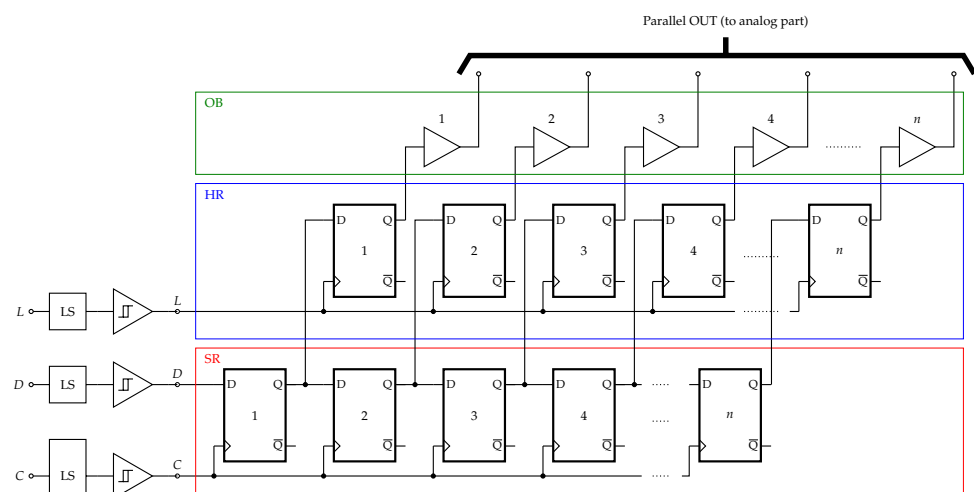 Parallel OUT (to analog part)
OB
1 2 3 4 n
HR
D Q D Q D Q D Q D Q
1 2 3 4 n
Q Q Q Q Q
L LS L
SR
D LS D
D Q D Q D Q D Q D Q
1 2 3 4 n
Q Q Q Q Q
C LS C